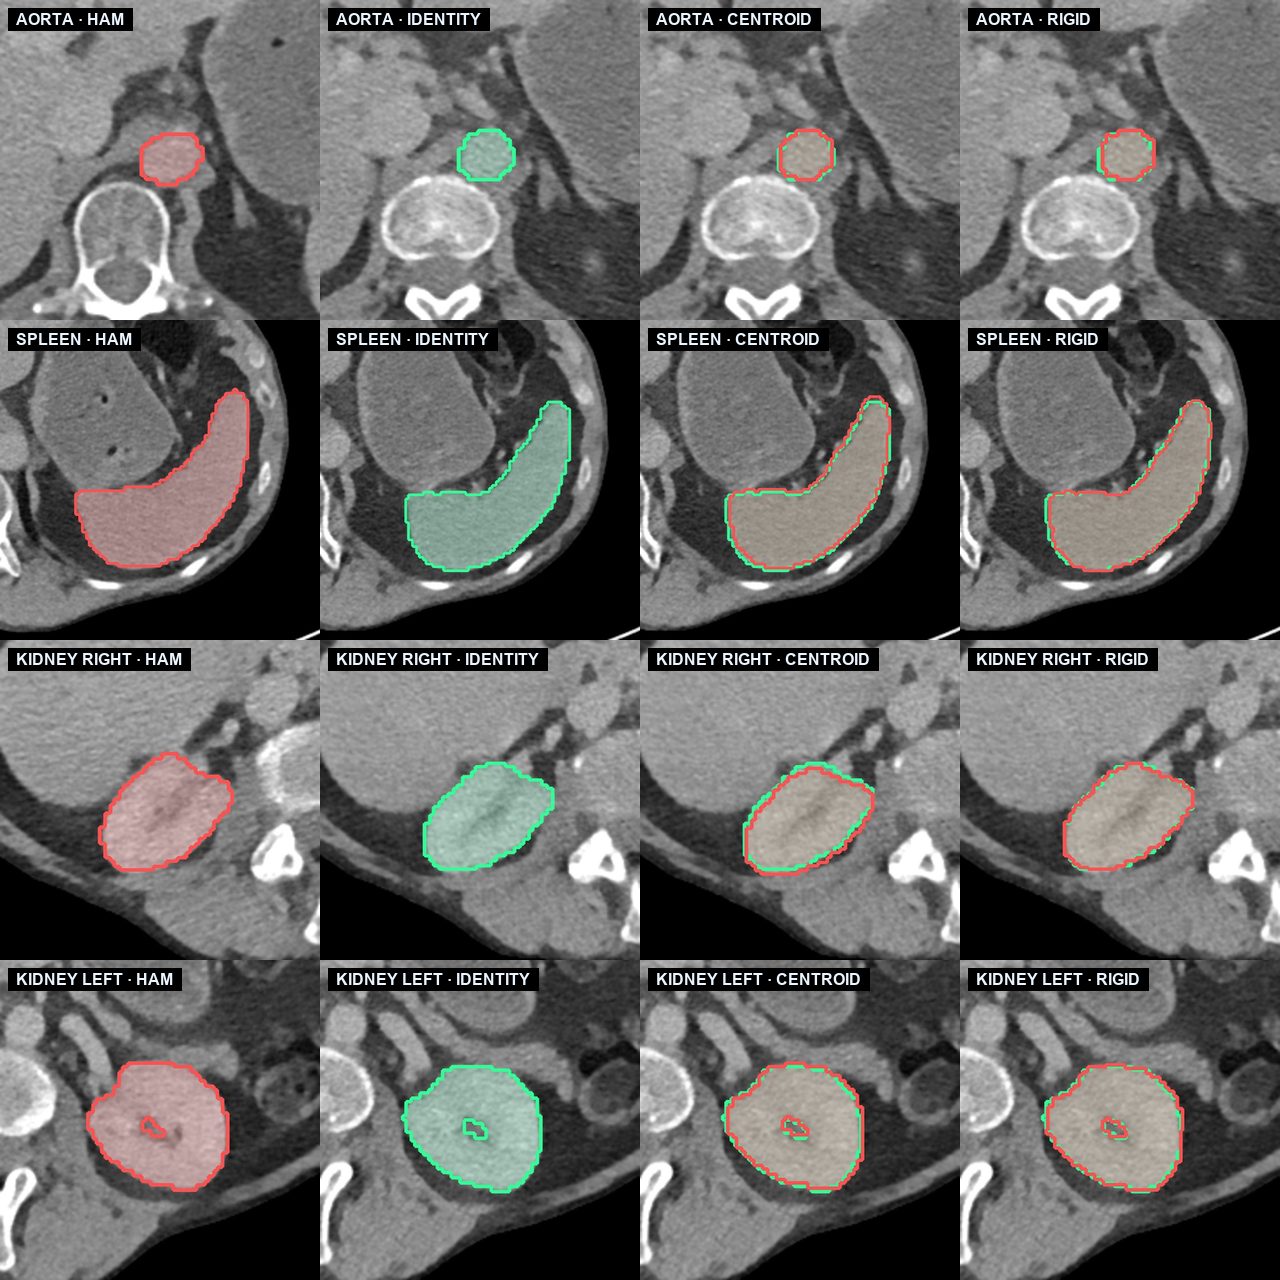 AORTA · HAM
AORTA · IDENTITY
AORTA · CENTROID
AORTA · RIGID
SPLEEN · HAM
SPLEEN · IDENTITY
SPLEEN · CENTROID
SPLEEN · RIGID
KIDNEY RIGHT · HAM
KIDNEY RIGHT · IDENTITY
KIDNEY RIGHT · CENTROID
KIDNEY RIGHT · RIGID
KIDNEY LEFT · HAM
KIDNEY LEFT · IDENTITY
KIDNEY LEFT · CENTROID
KIDNEY LEFT · RIGID